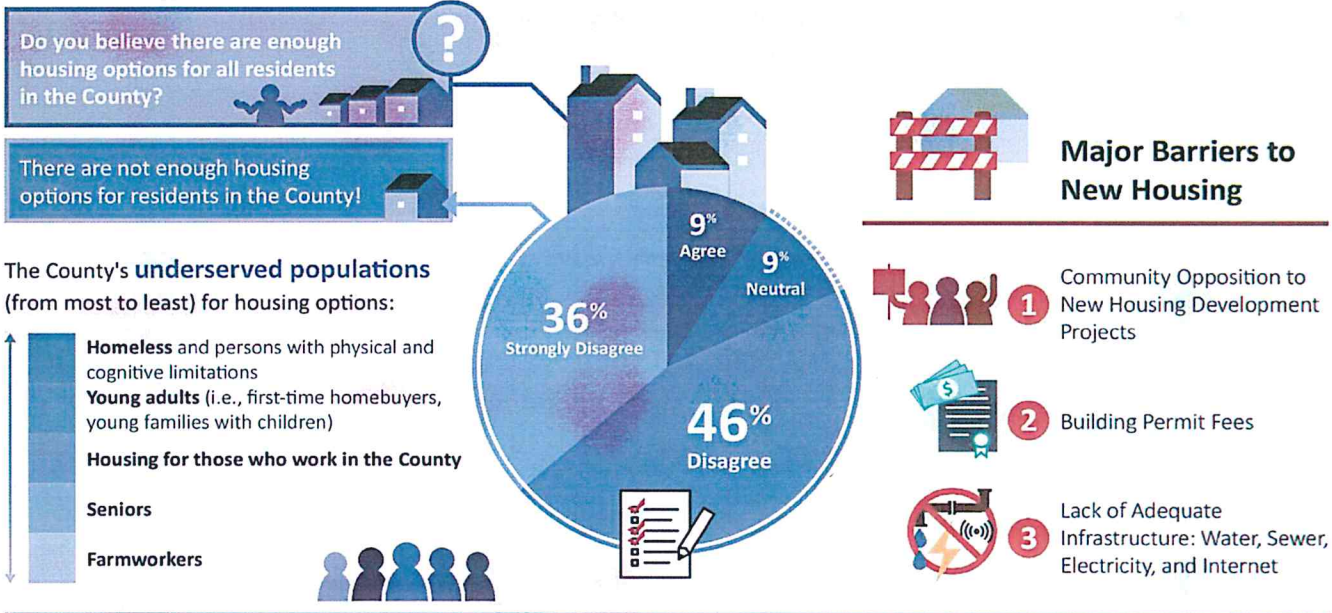 Do you believe there are enough
housing options for all residents
in the County?
?
There are not enough housing
options for residents in the County!
The County's underserved populations
(from most to least) for housing options:
Homeless and persons with physical and
cognitive limitations
Young adults (i.e., first-time homebuyers,
young families with children)
Housing for those who work in the County
Seniors
Farmworkers
9%
Agree
9%
Neutral
36%
Strongly Disagree
46%
Disagree
Major Barriers to
New Housing
1
Community Opposition to
New Housing Development
Projects
$
2
Building Permit Fees
3
Lack of Adequate
Infrastructure: Water, Sewer,
Electricity, and Internet